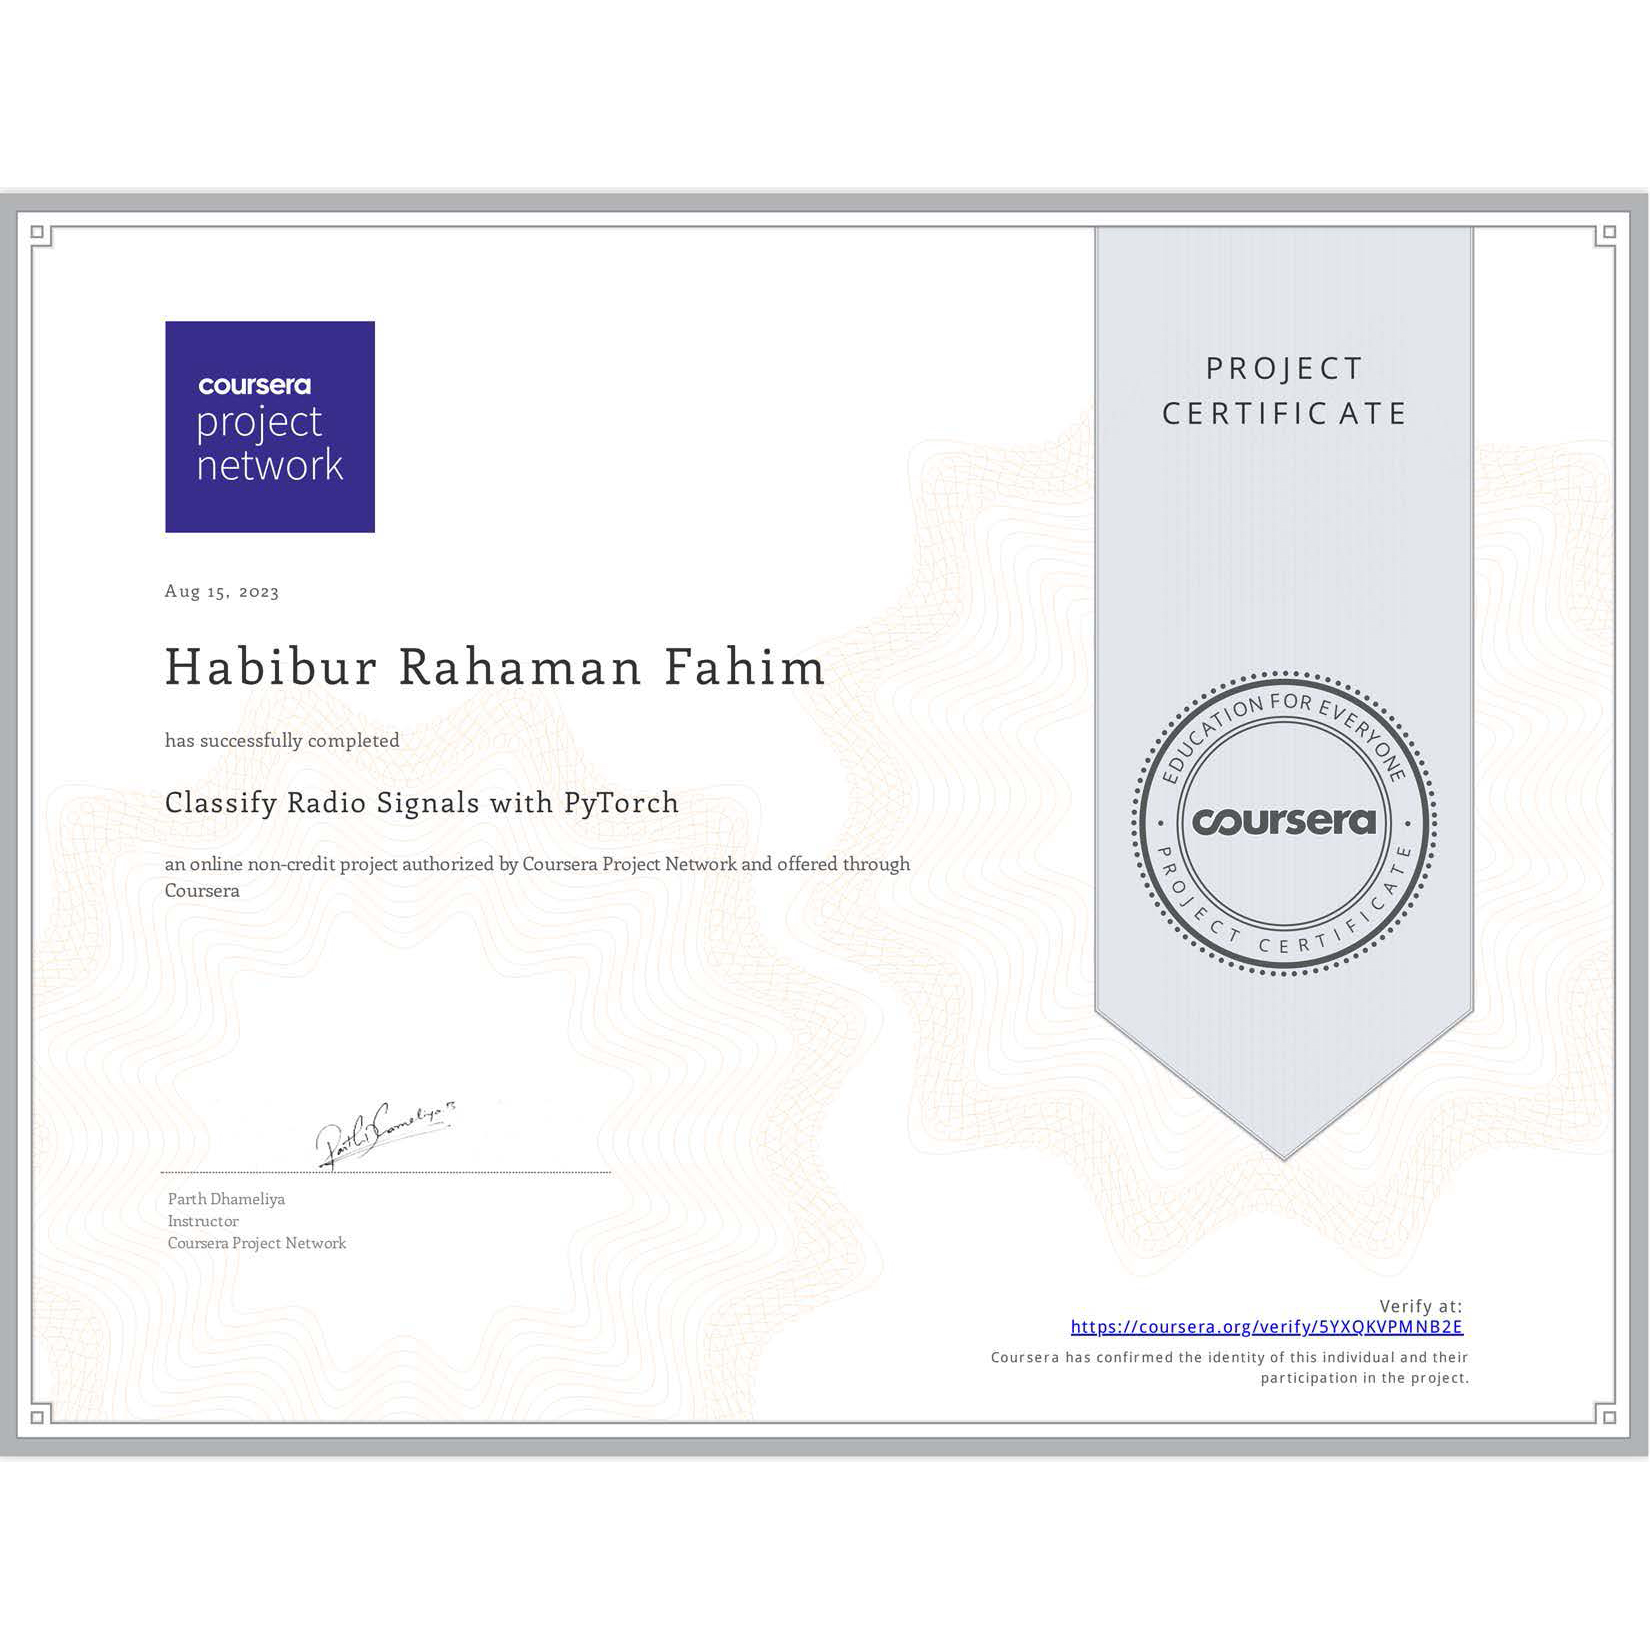 coursera
project
network
PROJECT
CERTIFICATE
Aug 15, 2023
Habibur Rahaman Fahim
has successfully completed
Classify Radio Signals with PyTorch
an online non-credit project authorized by Coursera Project Network and offered through
Coursera
EDUCATION FOR EVERYONE
coursera
PROJECT CERTIFICATE
Parth Dhameliya
Parth Dhameliya
Instructor
Coursera Project Network
Verify at:
https://coursera.org/verify/5YXQKVPMNB2E
Coursera has confirmed the identity of this individual and their
participation in the project.